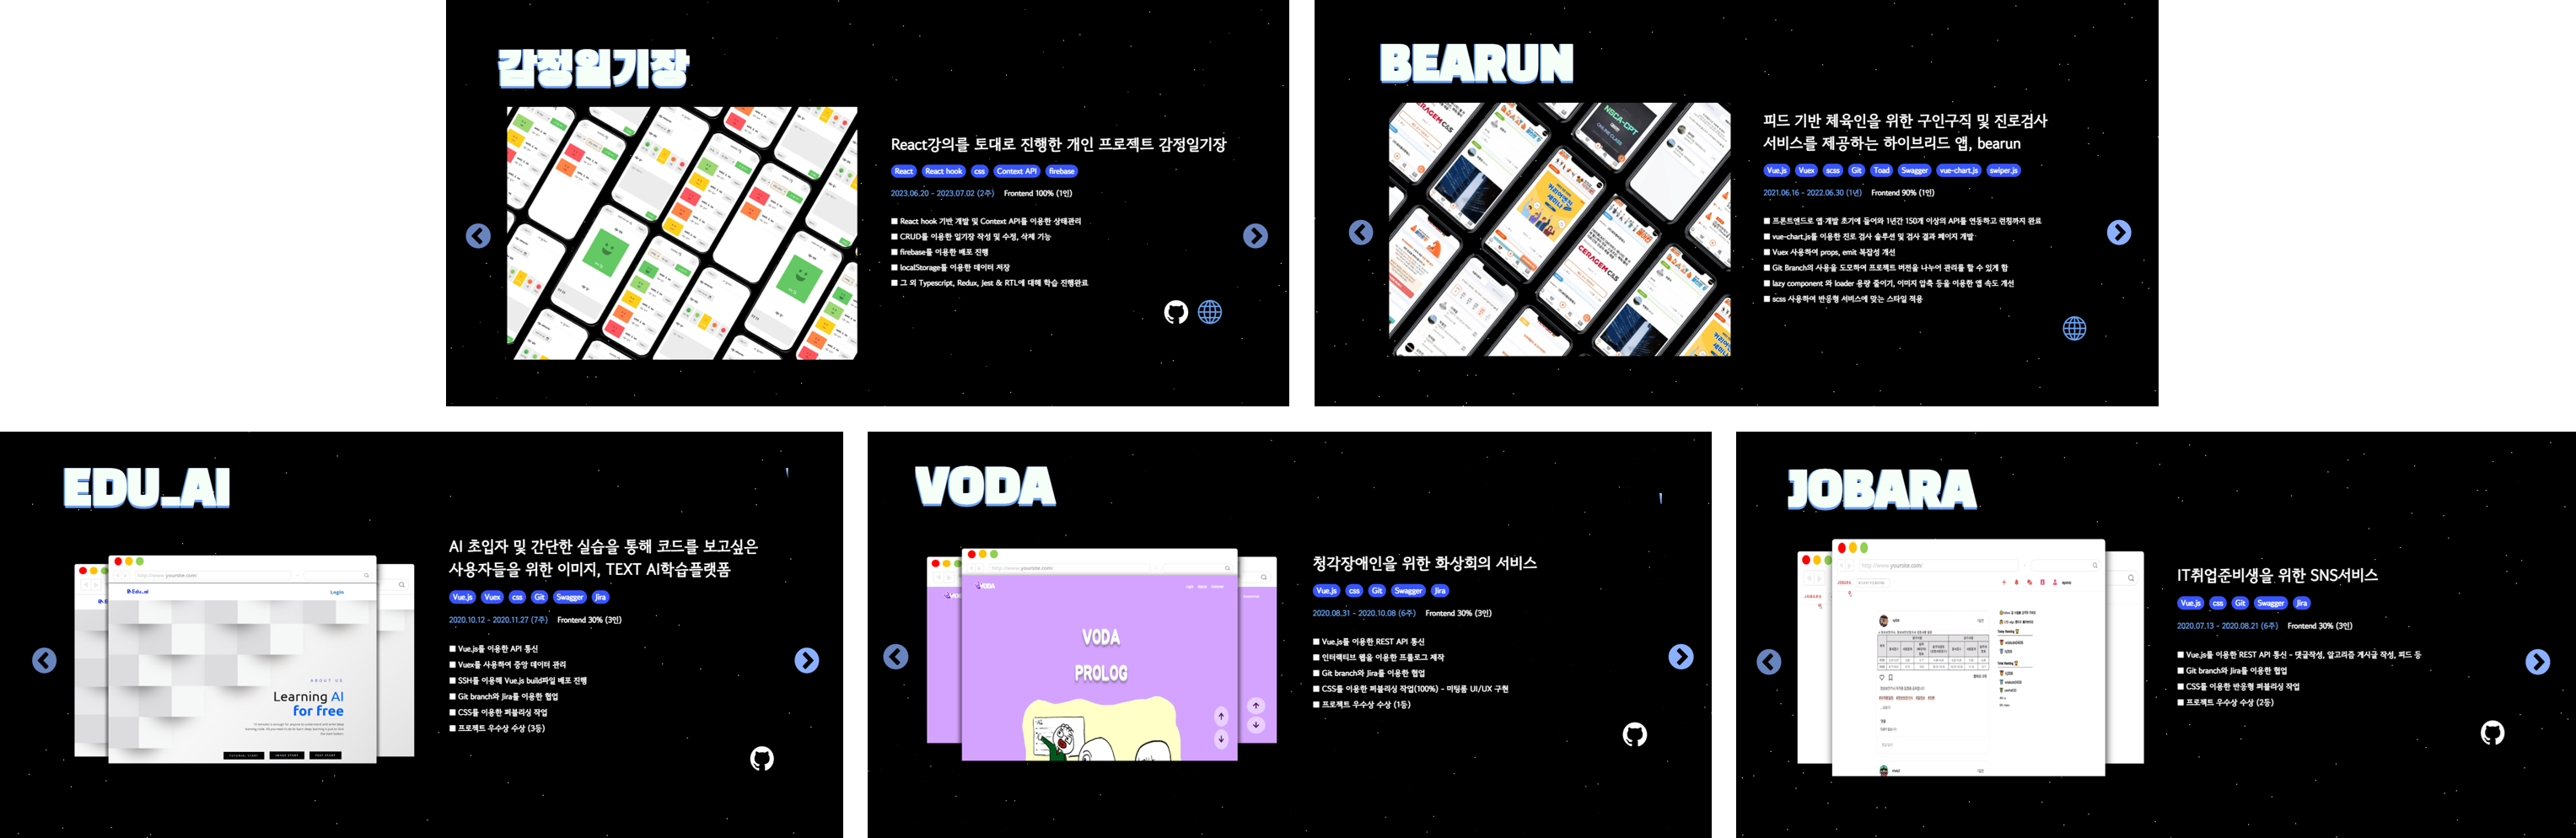 감정일기장
React강의를 토대로 진행한 개인 프로젝트 감정일기장
React React hook css Context API firebase
2023.06.20 - 2023.07.02 (2주) Frontend 100% (1인)
■ React hook 기반 개발 및 Context API를 이용한 상태관리
■ CRUD를 이용한 일기장 작성 및 수정, 삭제 기능
■ firebase를 이용한 배포 진행
■ localStorage를 이용한 데이터 저장
■ 그 외 Typescript, Redux, Jest & RTL에 대해 학습 진행완료
BEARUN
CERAGEM C&S
NSCA-CPT
ONLINE CLASS
CERAGEM C&S
피드 기반 체육인을 위한 구인구직 및 진로검사
서비스를 제공하는 하이브리드 앱, bearun
Vue.js Vuex scss Git Toad Swagger vue-chart.js swiper.js
2021.06.16 - 2022.06.30 (1년) Frontend 90% (1인)
■ 프론트엔드로 앱 개발 초기에 들어와 1년간 150개 이상의 API를 연동하고 런칭까지 완료
■ vue-chart.js를 이용한 진로 검사 솔루션 및 검사 결과 페이지 개발
■ Vuex 사용하여 props, emit 복잡성 개선
■ Git Branch의 사용을 도모하여 프로젝트 버전을 나누어 관리를 할 수 있게 함
■ lazy component 와 loader 용량 줄이기, 이미지 압축 등을 이용한 앱 속도 개선
■ scss 사용하여 반응형 서비스에 맞는 스타일 적용
EDU_AI
http://www.yoursite.com/
Edu_ai
Login
ABOUT US
Learning AI
for free
TUTORIAL START IMAGE START TEXT START
AI 초입자 및 간단한 실습을 통해 코드를 보고싶은
사용자들을 위한 이미지, TEXT AI학습플랫폼
Vue.js Vuex css Git Swagger Jira
2020.10.12 - 2020.11.27 (7주) Frontend 30% (3인)
■ Vue.js를 이용한 API 통신
■ Vuex를 사용하여 중앙 데이터 관리
■ SSH를 이용해 Vue.js build파일 배포 진행
■ Git branch와 Jira를 이용한 협업
■ CSS를 이용한 퍼블리싱 작업
■ 프로젝트 우수상 수상 (3등)
VODA
http://www.yoursite.com/
VODA
VODA
PROLOG
청각장애인을 위한 화상회의 서비스
Vue.js css Git Swagger Jira
2020.08.31 - 2020.10.08 (6주) Frontend 30% (3인)
■ Vue.js를 이용한 REST API 통신
■ 인터랙티브 웹을 이용한 프롤로그 제작
■ Git branch와 Jira를 이용한 협업
■ CSS를 이용한 퍼블리싱 작업(100%) - 미팅룸 UI/UX 구현
■ 프로젝트 우수상 수상 (1등)
JOBARA
http://www.yoursite.com/
JOBARA
JOBARA
IT취업준비생을 위한 SNS서비스
Vue.js css Git Swagger Jira
2020.07.13 - 2020.08.21 (6주) Frontend 30% (3인)
■ Vue.js를 이용한 REST API 통신 - 댓글작성, 알고리즘 게시글 작성, 피드 등
■ Git branch와 Jira를 이용한 협업
■ CSS를 이용한 반응형 퍼블리싱 작업
■ 프로젝트 우수상 수상 (2등)